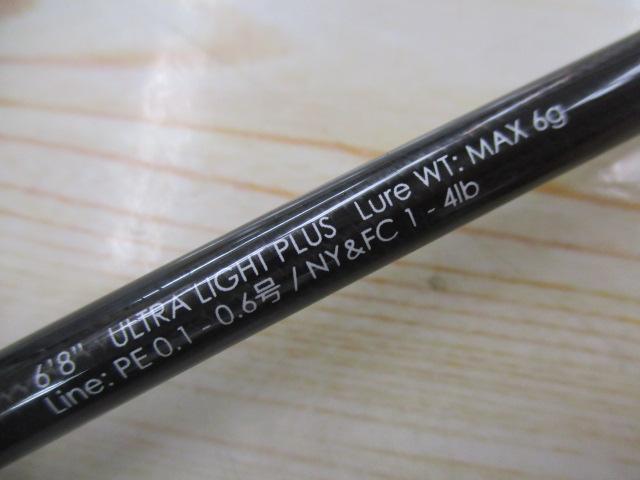 6'8" ULTRA LIGHT PLUS Lure WT: MAX 6g
Line: PE 0.1 - 0.6号 / NY&FC 1 - 4lb